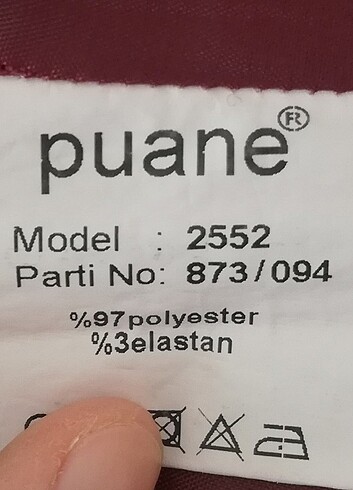 puane®
Model : 2552
Parti No: 873/094
%97polyester
%3elastan